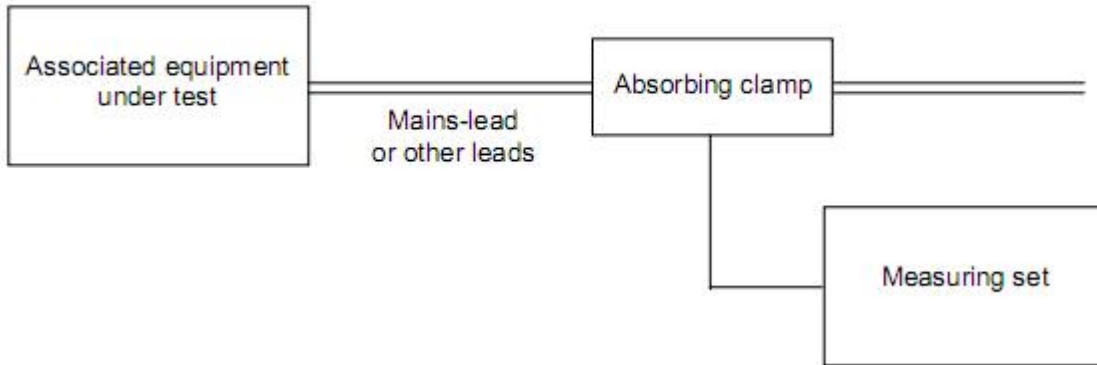 Associated equipment
under test
Absorbing clamp
Mains-lead
or other leads
Measuring set